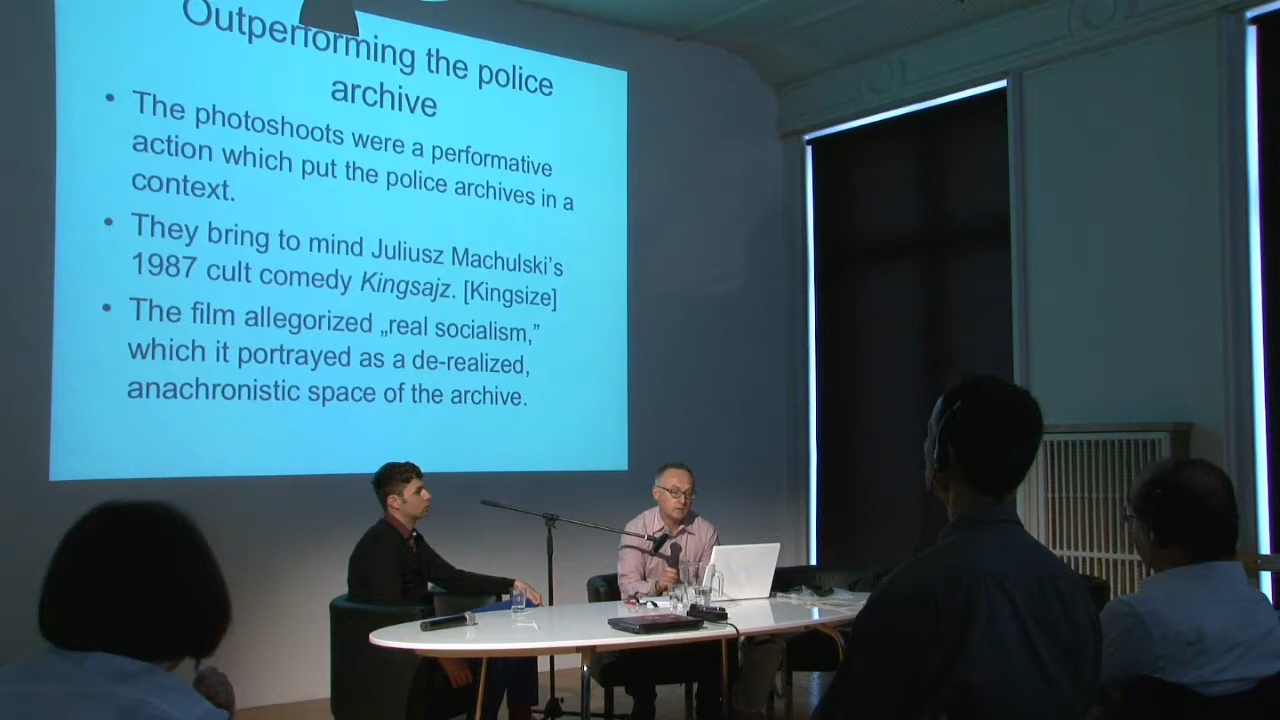 Outperforming the police
archive
• The photoshoots were a performative
action which put the police archives in a
context.
• They bring to mind Juliusz Machulski's
1987 cult comedy Kingsajz. [Kingsize]
• The film allegorized „real socialism,”
which it portrayed as a de-realized,
anachronistic space of the archive.